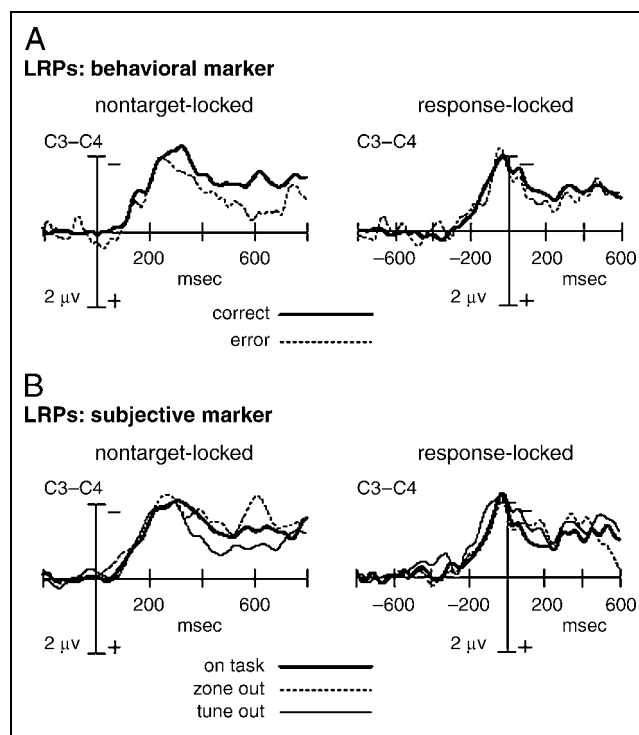 A
LRPs: behavioral marker
nontarget-locked
response-locked
C3–C4
–
C3–C4
–
200
600
–600
–200
200
600
msec
msec
2 μv
+
2 μv
+
correct
error
B
LRPs: subjective marker
nontarget-locked
response-locked
C3–C4
–
C3–C4
–
200
600
–600
–200
200
600
msec
msec
2 μv
+
2 μv
+
on task
zone out
tune out